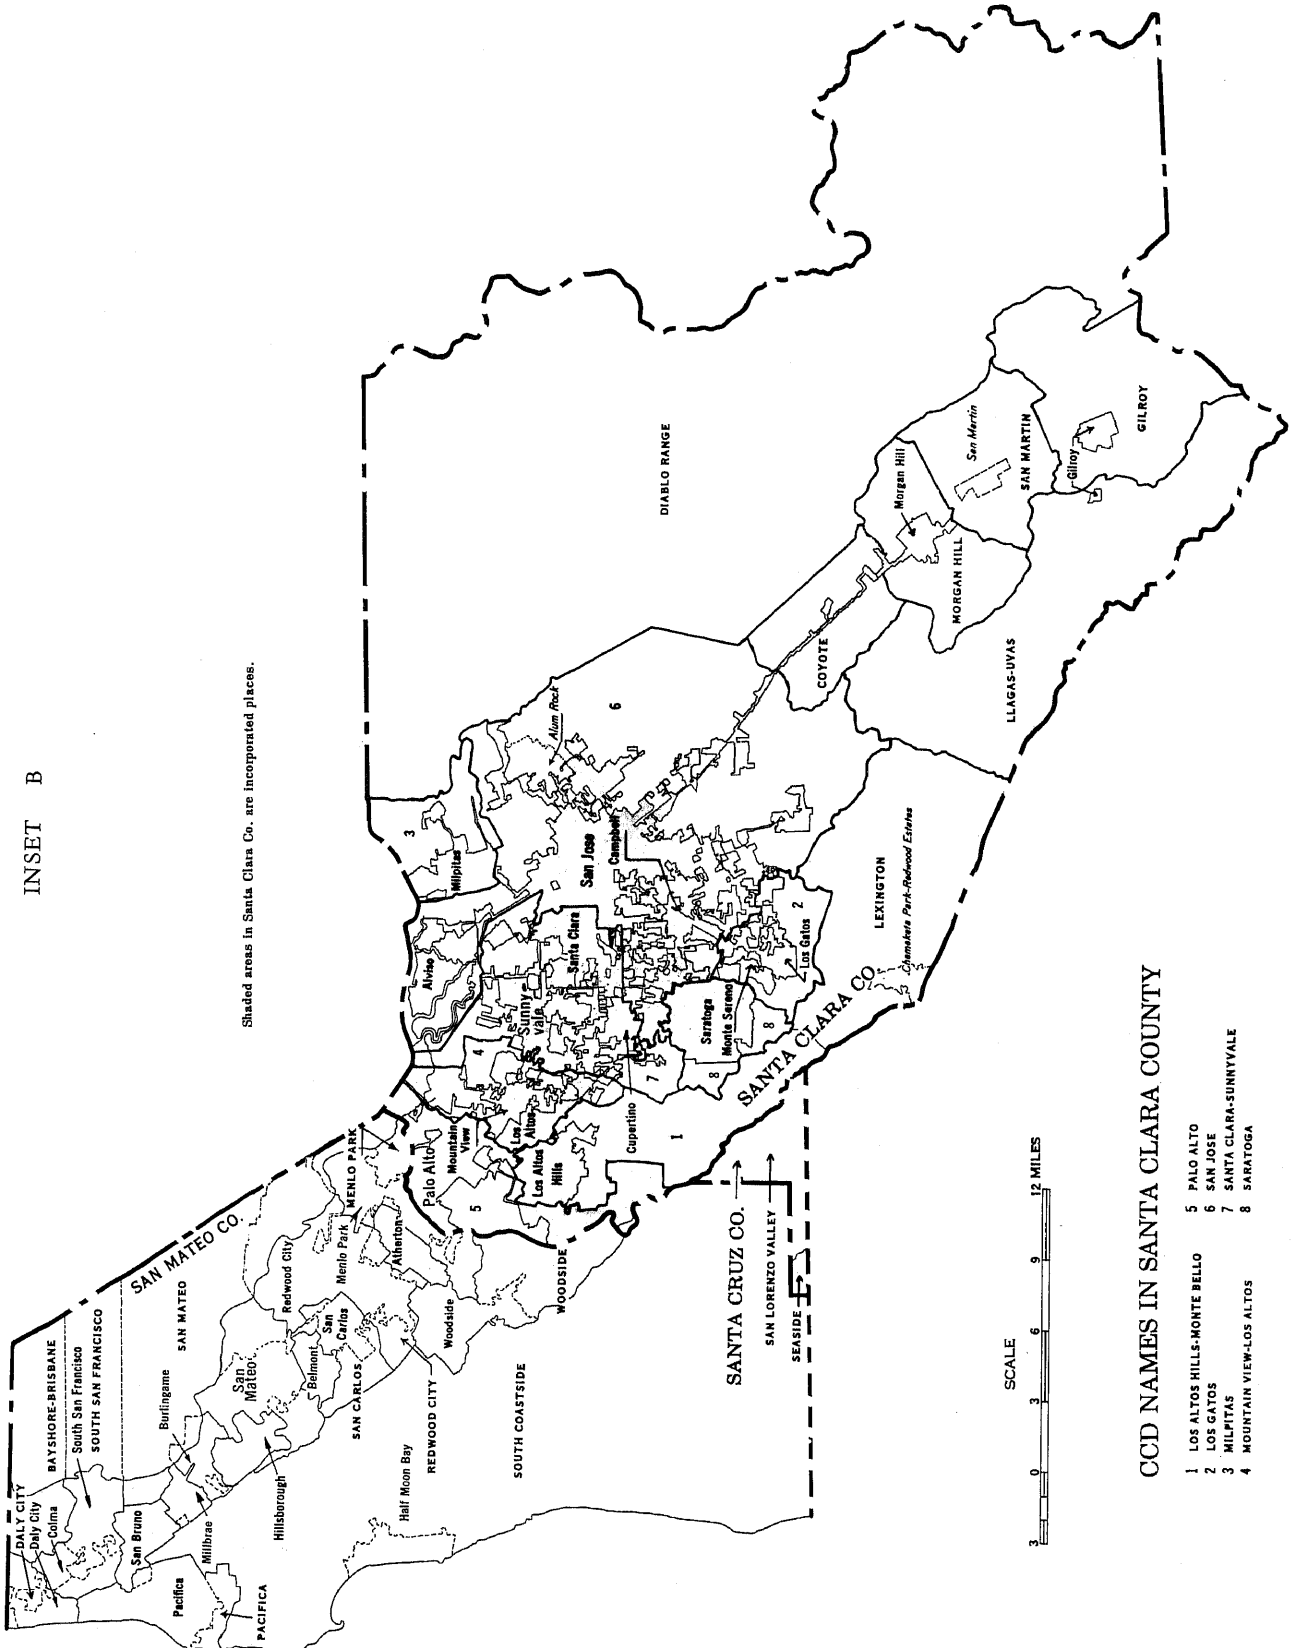 INSET B
Shaded areas in Santa Clara Co. are incorporated places.
DALY CITY
Daly City
Colma
BAYSHORE-BRISBANE
South San Francisco
SOUTH SAN FRANCISCO
San Bruno
Pacifica
PACIFICA
Millbrae
Burlingame
SAN MATEO
SAN MATEO CO.
Hillsborough
San
Mateo
Belmont
San
Carlos
SAN CARLOS
Redwood City
REDWOOD CITY
Half Moon Bay
SOUTH COASTSIDE
Menlo Park
MENLO PARK
Atherton
Woodside
WOODSIDE
Palo Alto
5
Mountain
View
Los
Altos
Los Altos
Hills
4
Sunny-
vale
Alviso
3
Milpitas
Santa Clara
San Jose
Campbell
Alum Rock
6
Cupertino
1
7
8
8
Saratoga
Monte Sereno
Los Gatos
2
SANTA CLARA CO.
LEXINGTON
Chemeketa Park-Redwood Estates
DIABLO RANGE
COYOTE
LLAGAS-UVAS
Morgan Hill
MORGAN HILL
San Martin
SAN MARTIN
Gilroy
GILROY
SANTA CRUZ CO.
SAN LORENZO VALLEY
SEASIDE
SCALE
3 0 3 6 9 12 MILES
CCD NAMES IN SANTA CLARA COUNTY
1 LOS ALTOS HILLS-MONTE BELLO
2 LOS GATOS
3 MILPITAS
4 MOUNTAIN VIEW-LOS ALTOS
5 PALO ALTO
6 SAN JOSE
7 SANTA CLARA-SUNNYVALE
8 SARATOGA